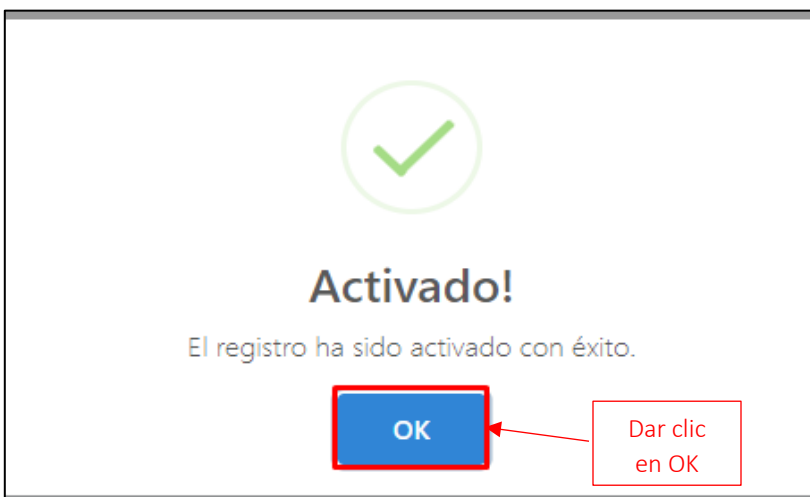 Activado!
El registro ha sido activado con éxito.
OK
Dar clic
en OK